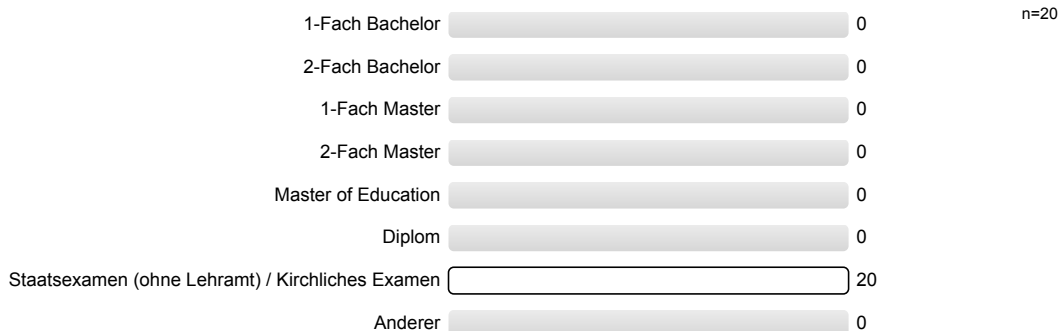 n=20
1-Fach Bachelor 0
2-Fach Bachelor 0
1-Fach Master 0
2-Fach Master 0
Master of Education 0
Diplom 0
Staatsexamen (ohne Lehramt) / Kirchliches Examen 20
Anderer 0